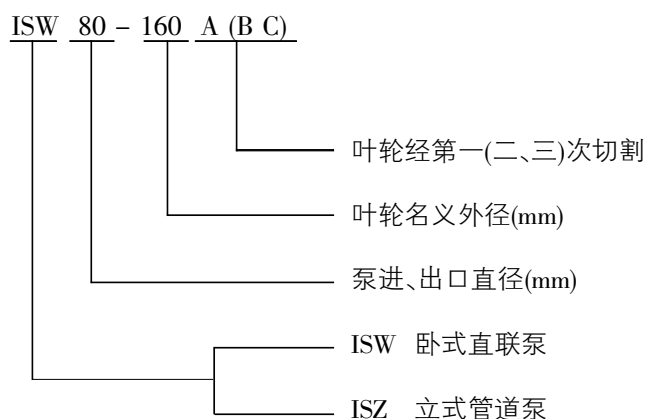 ISW 80-160 A (B C)
叶轮经第一(二、三)次切割
叶轮名义外径(mm)
泵进、出口直径(mm)
ISW 卧式直联泵
ISZ 立式管道泵